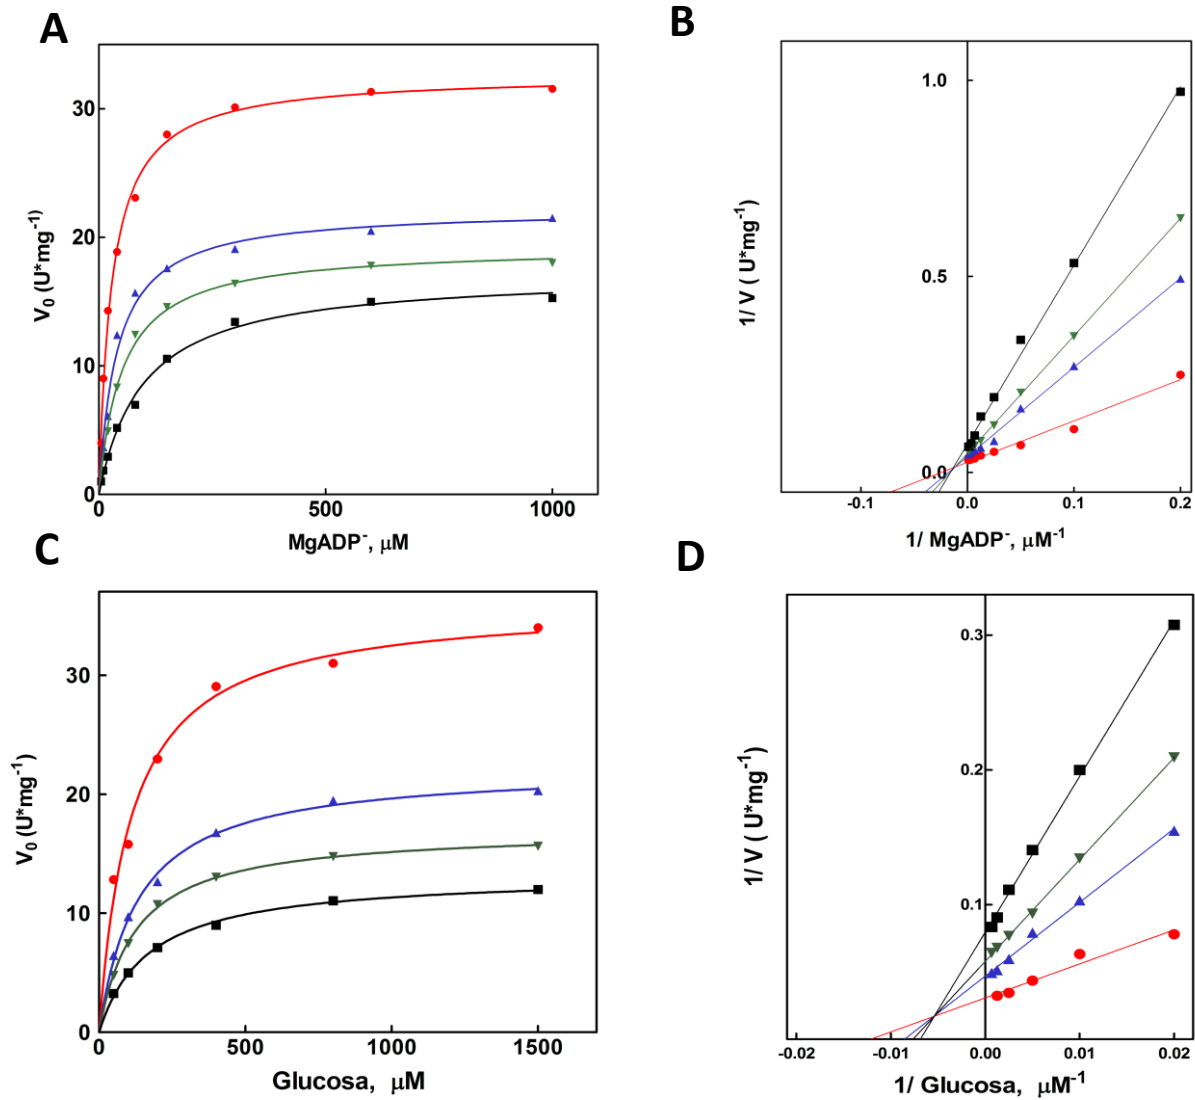 A
V0 (U*mg-1)
30
20
10
0
0 500 1000
MgADP-, μM
B
1/ V ( U*mg-1)
1.0
0.5
0.0
-0.1 0.0 0.1 0.2
1/ MgADP-, μM-1
C
V0 (U*mg-1)
30
20
10
0
0 500 1000 1500
Glucosa, μM
D
1/ V ( U*mg-1)
0.3
0.2
0.1
-0.02 -0.01 0.00 0.01 0.02
1/ Glucosa, μM-1